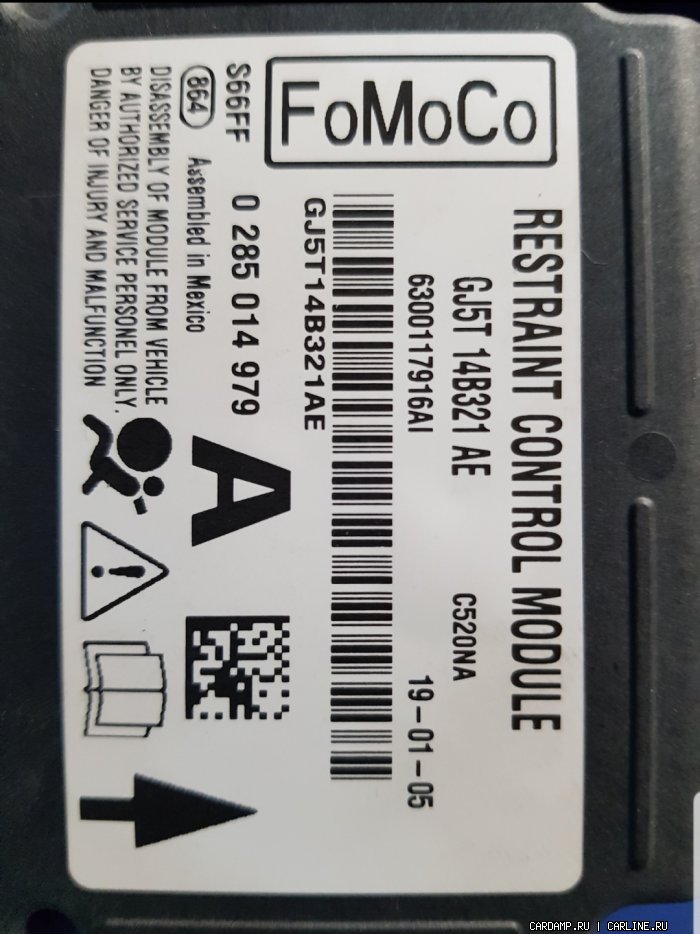 FoMoCo
RESTRAINT CONTROL MODULE
GJ5T 14B321 AE
C520NA
6300117916AI
19-01-05
GJ5T14B321AE
S66FF
0 285 014 979
A
864
Assembled in Mexico
DISASSEMBLY OF MODULE FROM VEHICLE
BY AUTHORIZED SERVICE PERSONEL ONLY.
DANGER OF INJURY AND MALFUNCTION
CARDAMP.RU | CARLINE.RU